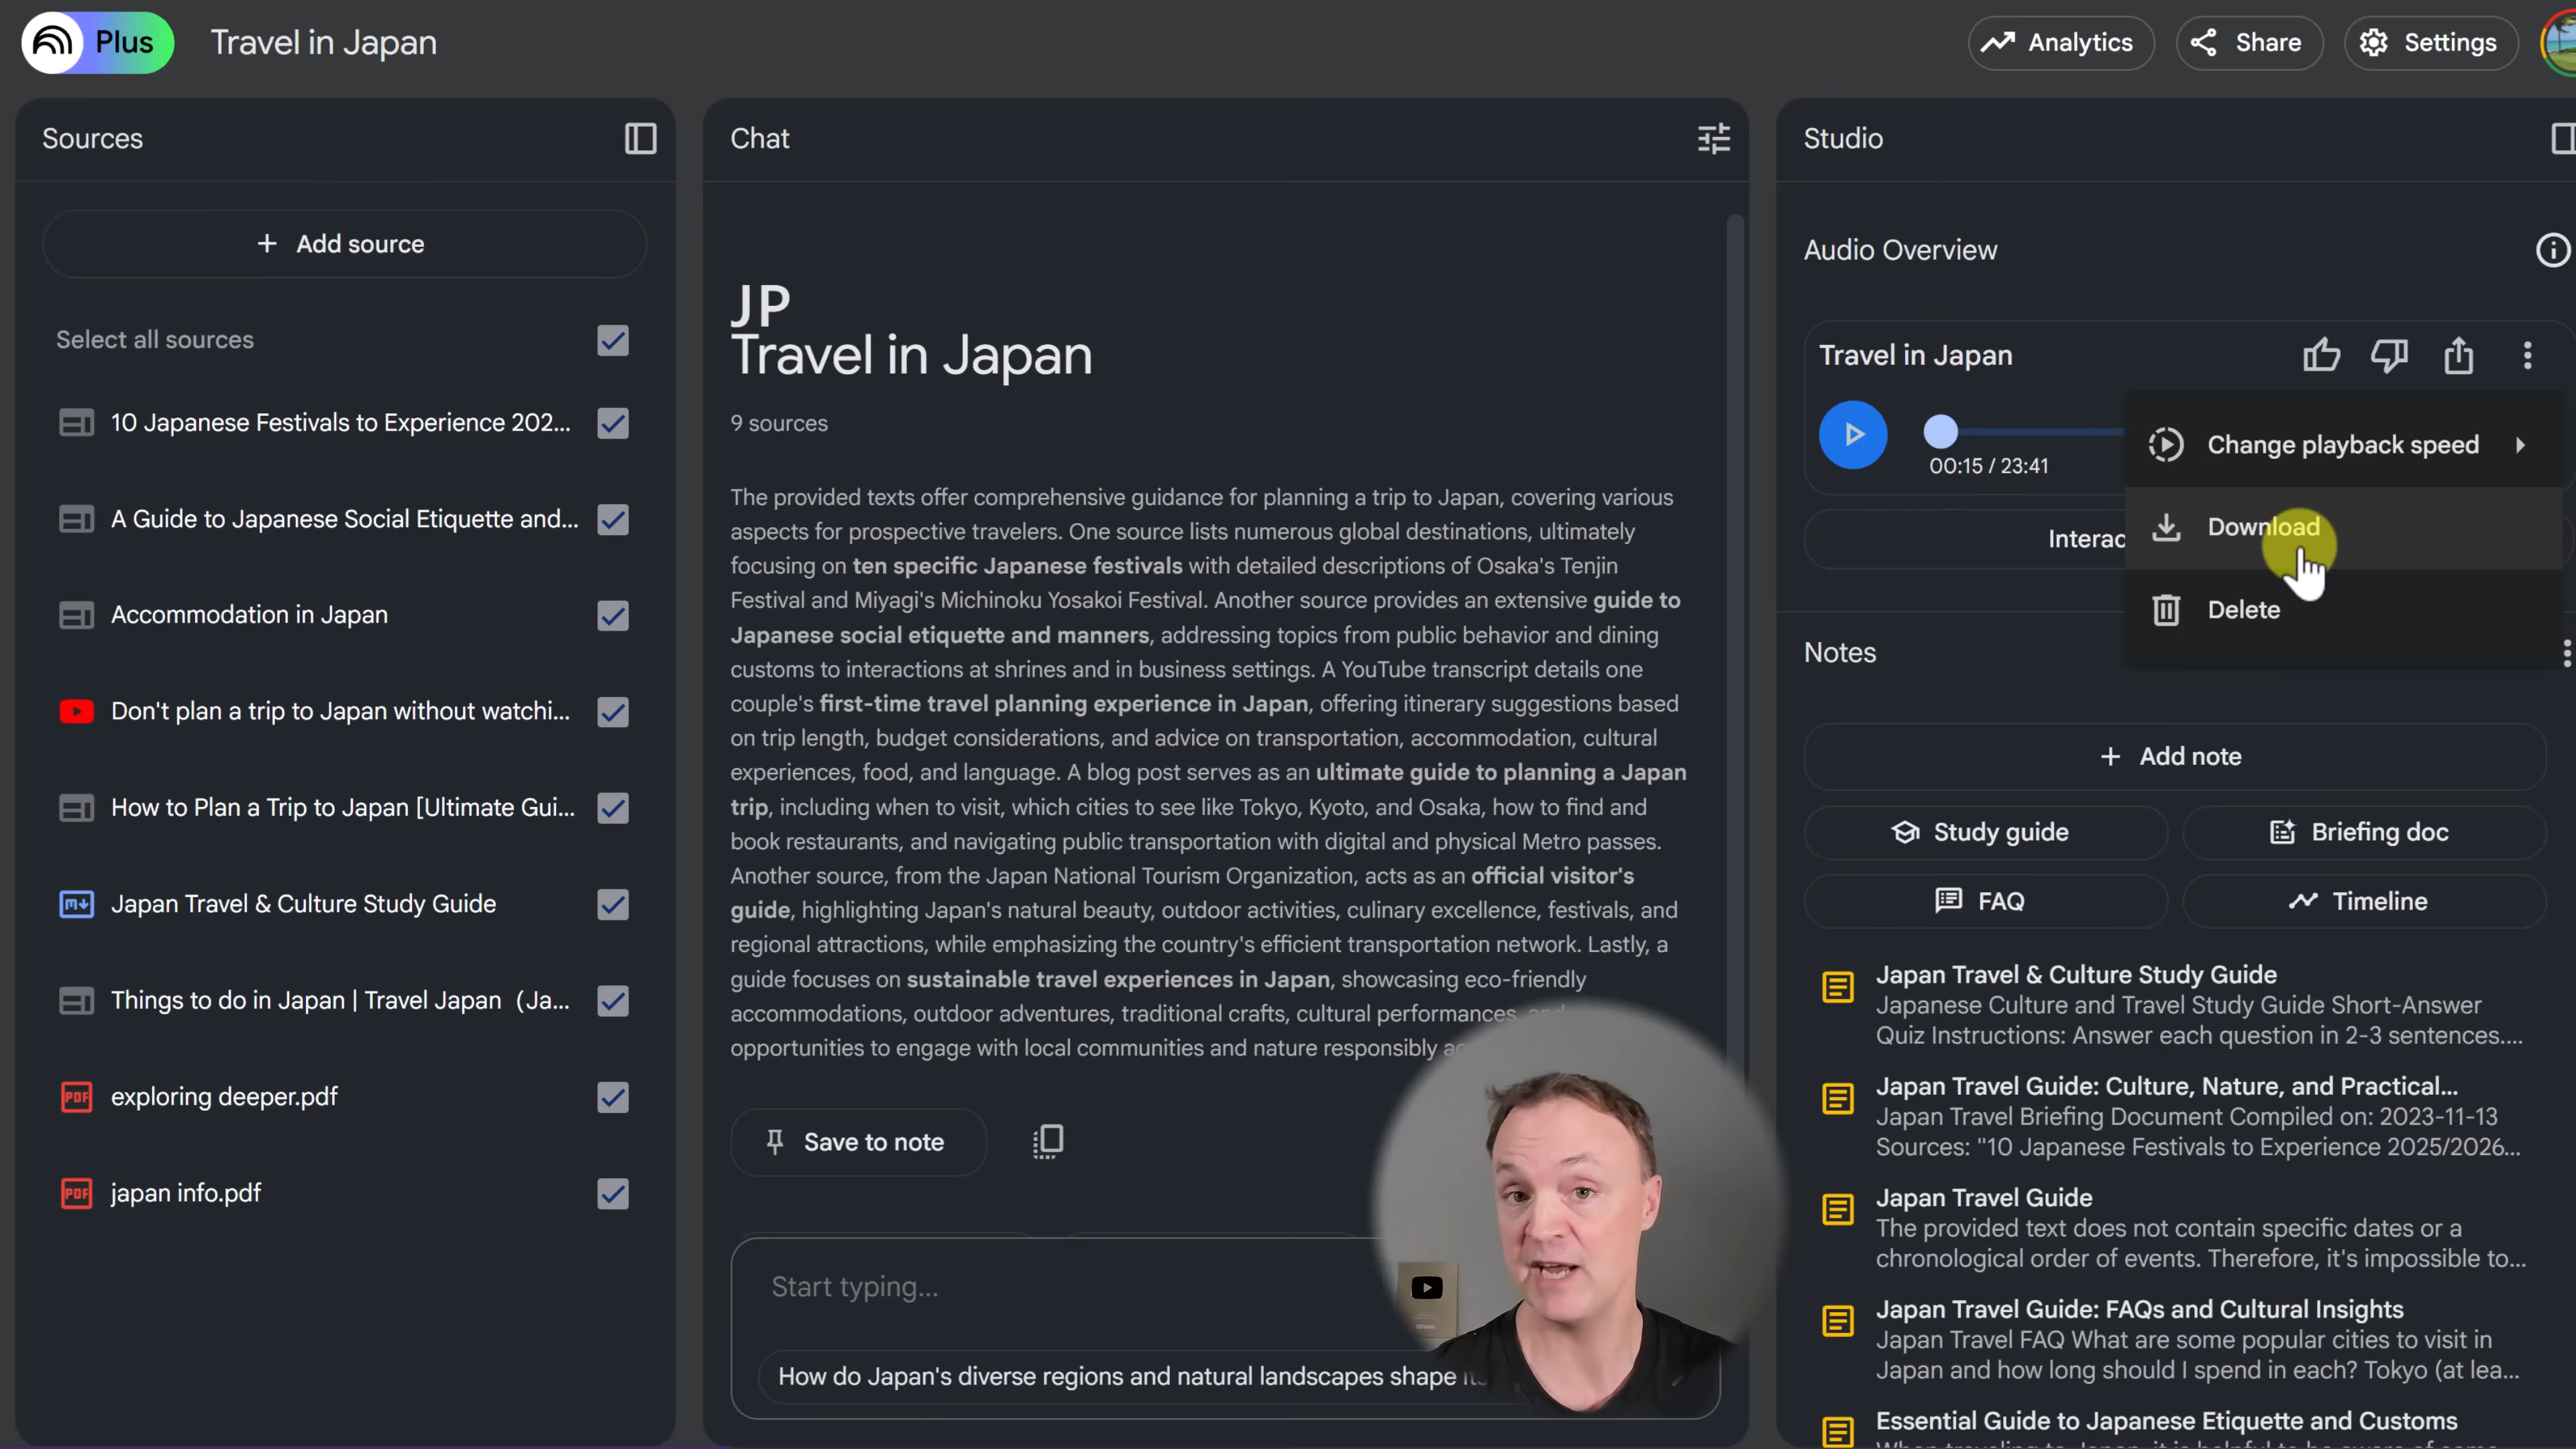 Plus
Travel in Japan
Analytics
Share
Settings
Sources
Add source
Select all sources
10 Japanese Festivals to Experience 202...
A Guide to Japanese Social Etiquette and...
Accommodation in Japan
Don't plan a trip to Japan without watchi...
How to Plan a Trip to Japan [Ultimate Gui...
Japan Travel & Culture Study Guide
Things to do in Japan | Travel Japan (Ja...
PDF exploring deeper.pdf
PDF japan info.pdf
Chat
JP
Travel in Japan
9 sources
The provided texts offer comprehensive guidance for planning a trip to Japan, covering various
aspects for prospective travelers. One source lists numerous global destinations, ultimately
focusing on ten specific Japanese festivals with detailed descriptions of Osaka's Tenjin
Festival and Miyagi's Michinoku Yosakoi Festival. Another source provides an extensive guide to
Japanese social etiquette and manners, addressing topics from public behavior and dining
customs to interactions at shrines and in business settings. A YouTube transcript details one
couple's first-time travel planning experience in Japan, offering itinerary suggestions based
on trip length, budget considerations, and advice on transportation, accommodation, cultural
experiences, food, and language. A blog post serves as an ultimate guide to planning a Japan
trip, including when to visit, which cities to see like Tokyo, Kyoto, and Osaka, how to find and
book restaurants, and navigating public transportation with digital and physical Metro passes.
Another source, from the Japan National Tourism Organization, acts as an official visitor's
guide, highlighting Japan's natural beauty, outdoor activities, culinary excellence, festivals, and
regional attractions, while emphasizing the country's efficient transportation network. Lastly, a
guide focuses on sustainable travel experiences in Japan, showcasing eco-friendly
accommodations, outdoor adventures, traditional crafts, cultural performances, and
opportunities to engage with local communities and nature responsibly
Save to note
Start typing...
How do Japan's diverse regions and natural landscapes shape its
Studio
Audio Overview
Travel in Japan
00:15 / 23:41
Interac
Change playback speed
Download
Delete
Notes
Add note
Study guide
Briefing doc
FAQ
Timeline
Japan Travel & Culture Study Guide
Japanese Culture and Travel Study Guide Short-Answer
Quiz Instructions: Answer each question in 2-3 sentences....
Japan Travel Guide: Culture, Nature, and Practical...
Japan Travel Briefing Document Compiled on: 2023-11-13
Sources: "10 Japanese Festivals to Experience 2025/2026...
Japan Travel Guide
The provided text does not contain specific dates or a
chronological order of events. Therefore, it's impossible to...
Japan Travel Guide: FAQs and Cultural Insights
Japan Travel FAQ What are some popular cities to visit in
Japan and how long should I spend in each? Tokyo (at lea...
Essential Guide to Japanese Etiquette and Customs